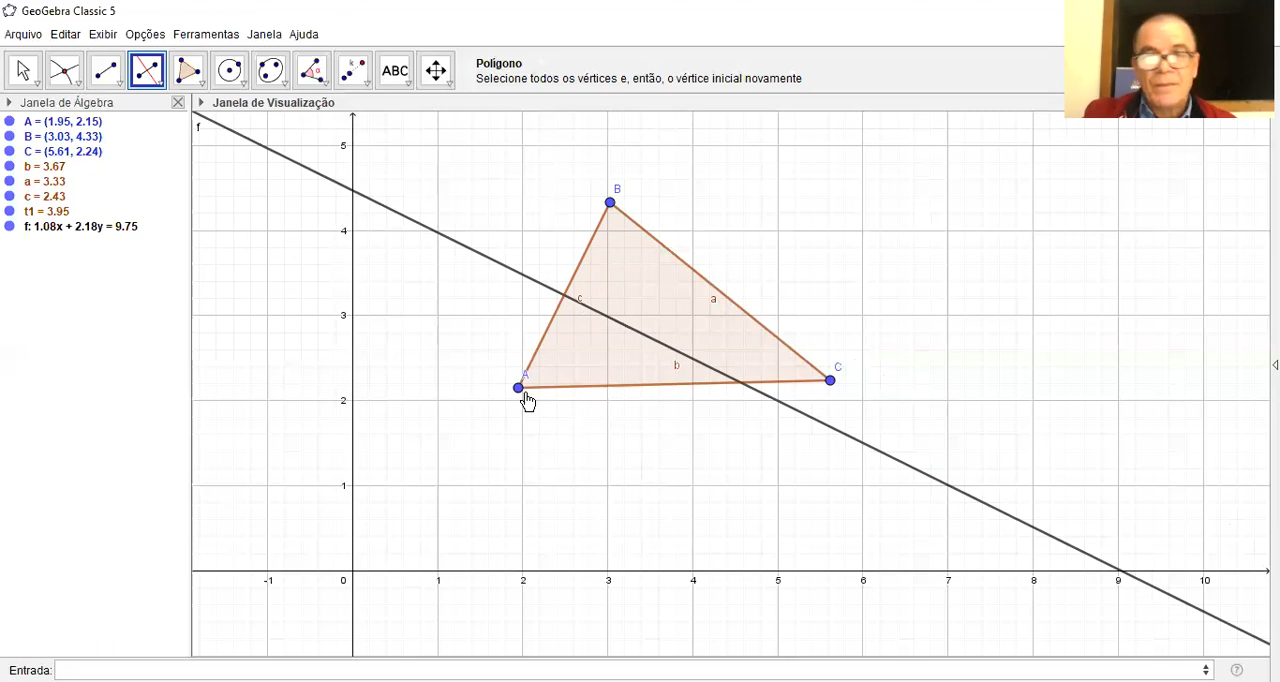 GeoGebra Classic 5
Arquivo Editar Exibir Opções Ferramentas Janela Ajuda
ABC
Polígono
Selecione todos os vértices e, então, o vértice inicial novamente
Janela de Álgebra
Janela de Visualização
A = (1.95, 2.15)
B = (3.03, 4.33)
C = (5.61, 2.24)
b = 3.67
a = 3.33
c = 2.43
t1 = 3.95
f: 1.08x + 2.18y = 9.75
f
5
B
4
c
a
3
b
C
A
2
1
-1 0 1 2 3 4 5 6 7 8 9 10
Entrada:
?